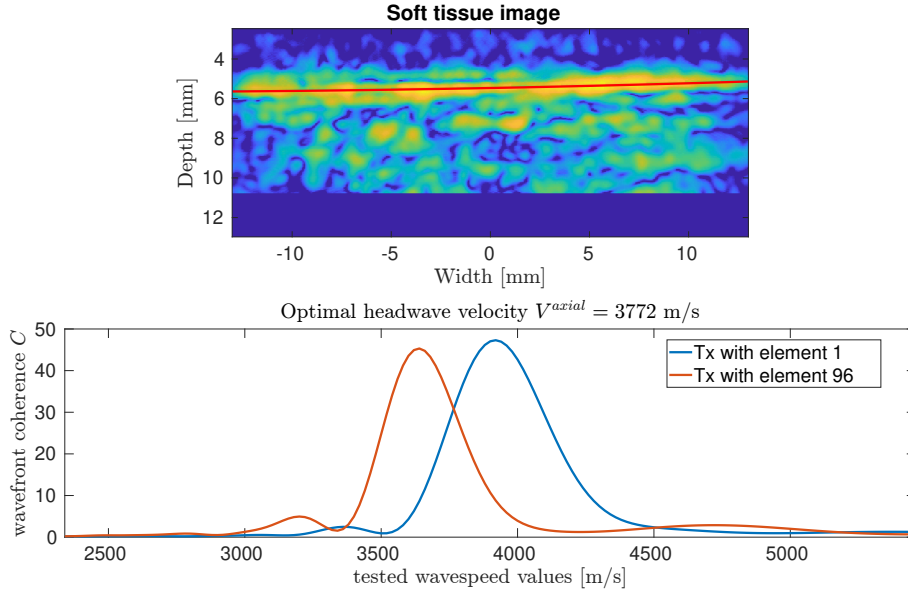 Soft tissue image
Depth [mm]
4
6
8
10
12
-10
-5
0
5
10
Width [mm]
Optimal headwave velocity V^{axial} = 3772 m/s
wavefront coherence C
50
40
30
20
10
0
Tx with element 1
Tx with element 96
2500
3000
3500
4000
4500
5000
tested wavespeed values [m/s]